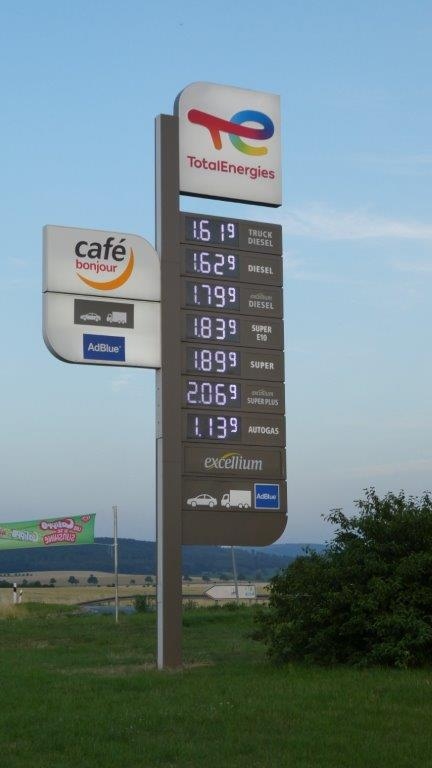 TotalEnergies
1.619 TRUCK DIESEL
1.629 DIESEL
1.799 excellium DIESEL
1.839 SUPER E10
1.899 SUPER
2.069 excellium SUPER PLUS
1.139 AUTOGAS
excellium
AdBlue®
café
bonjour
AdBlue®
SUNSHINE